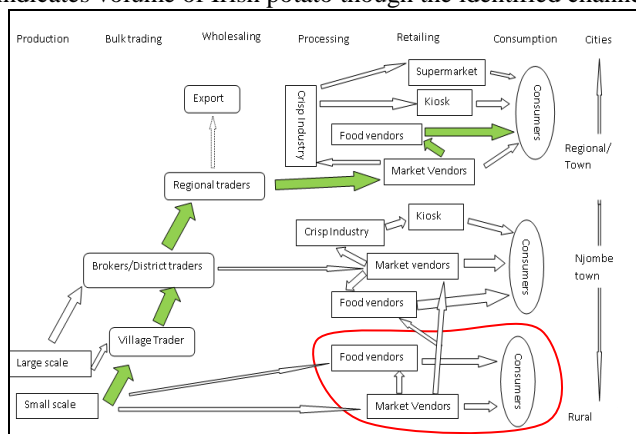 indicates volume of Irish potato though the identified chann
Production Bulk trading Wholesaling Processing Retailing Consumption Cities
Supermarket
Export
Crisp Industry
Kiosk
Consumers
Food vendors
Regional/
Town
Market Vendors
Regional traders
Kiosk
Crisp Industry
Consumers
Njombe
town
Brokers/District traders
Market vendors
Food vendors
Village Trader
Large scale
Food vendors
Consumers
Small scale
Market Vendors
Rural